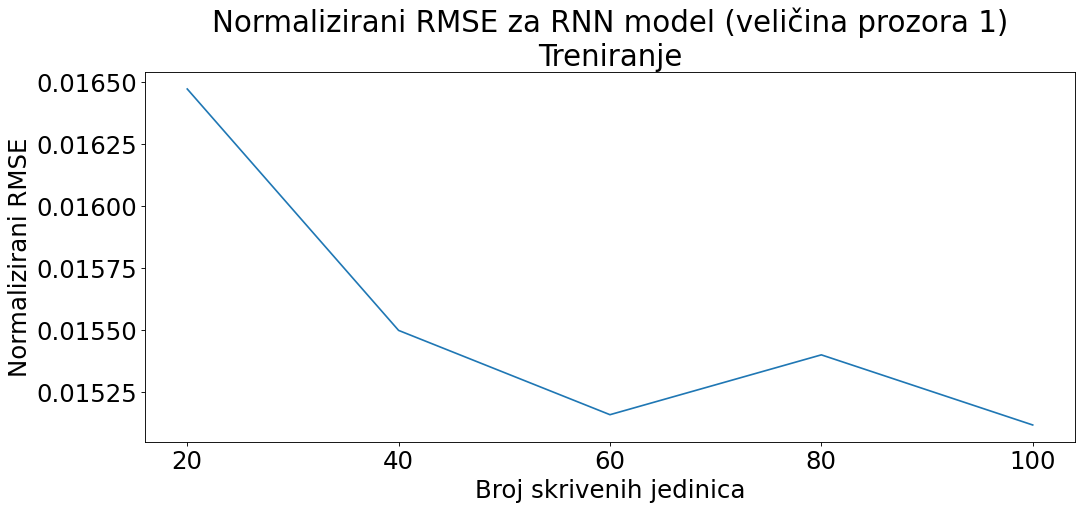 Normalizirani RMSE za RNN model (veličina prozora 1)
Treniranje
Normalizirani RMSE
0.01650
0.01625
0.01600
0.01575
0.01550
0.01525
20 40 60 80 100
Broj skrivenih jedinica